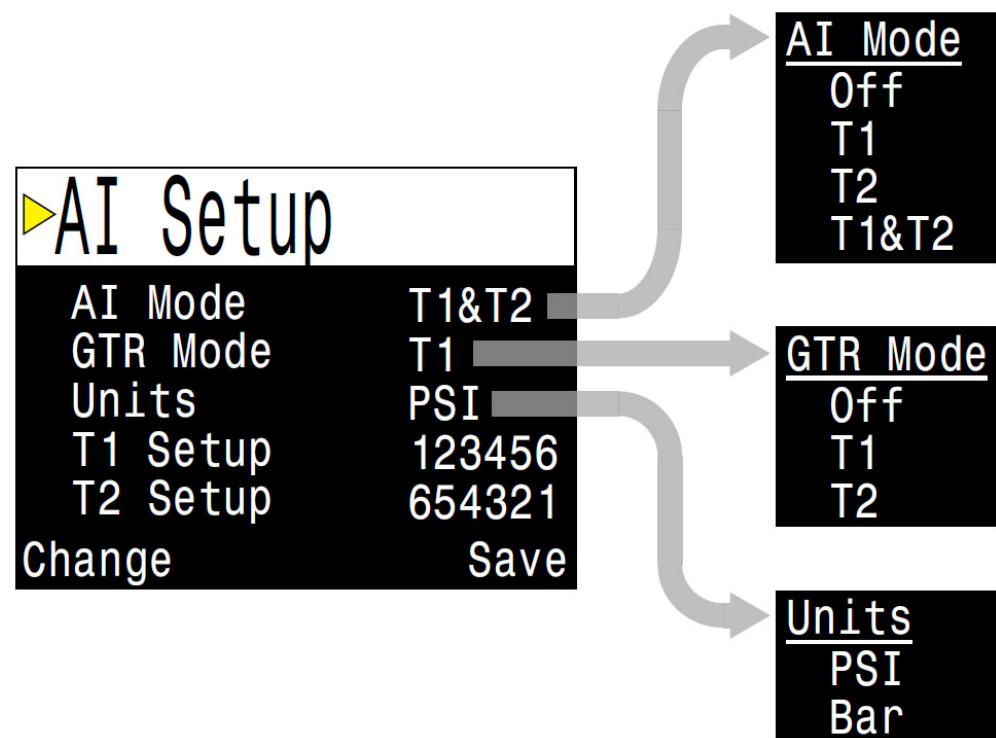 AI Setup
AI Mode T1&T2
GTR Mode T1
Units PSI
T1 Setup 123456
T2 Setup 654321
Change Save
AI Mode
Off
T1
T2
T1&T2
GTR Mode
Off
T1
T2
Units
PSI
Bar